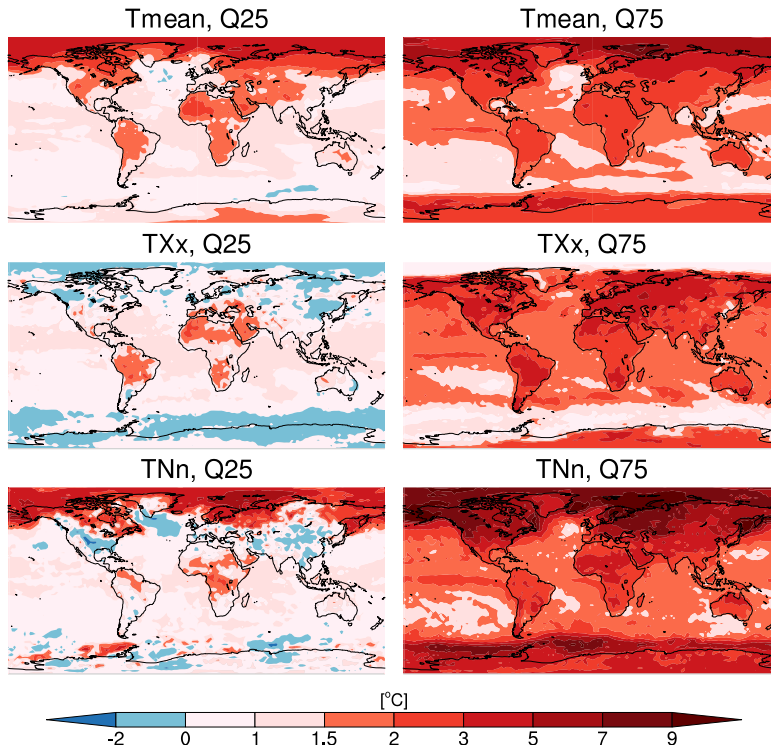 Tmean, Q25 Tmean, Q75
TXx, Q25 TXx, Q75
TNn, Q25 TNn, Q75
[°C]
-2 0 1 1.5 2 3 5 7 9